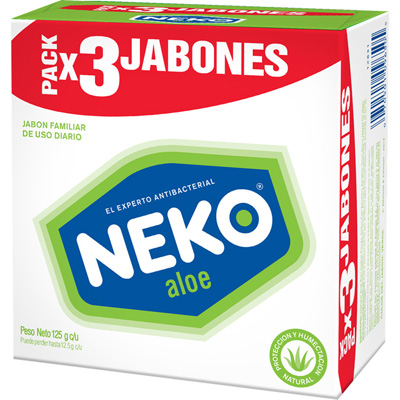 PACK
X3 JABONES
JABON FAMILIAR
DE USO DIARIO
EL EXPERTO ANTIBACTERIAL
NEKO®
aloe
Peso Neto 125 g c/u
Puede perder hasta 12.5 g c/u
PROTECCION Y HUMECTACION
NATURAL
PACK
X3 JABONES